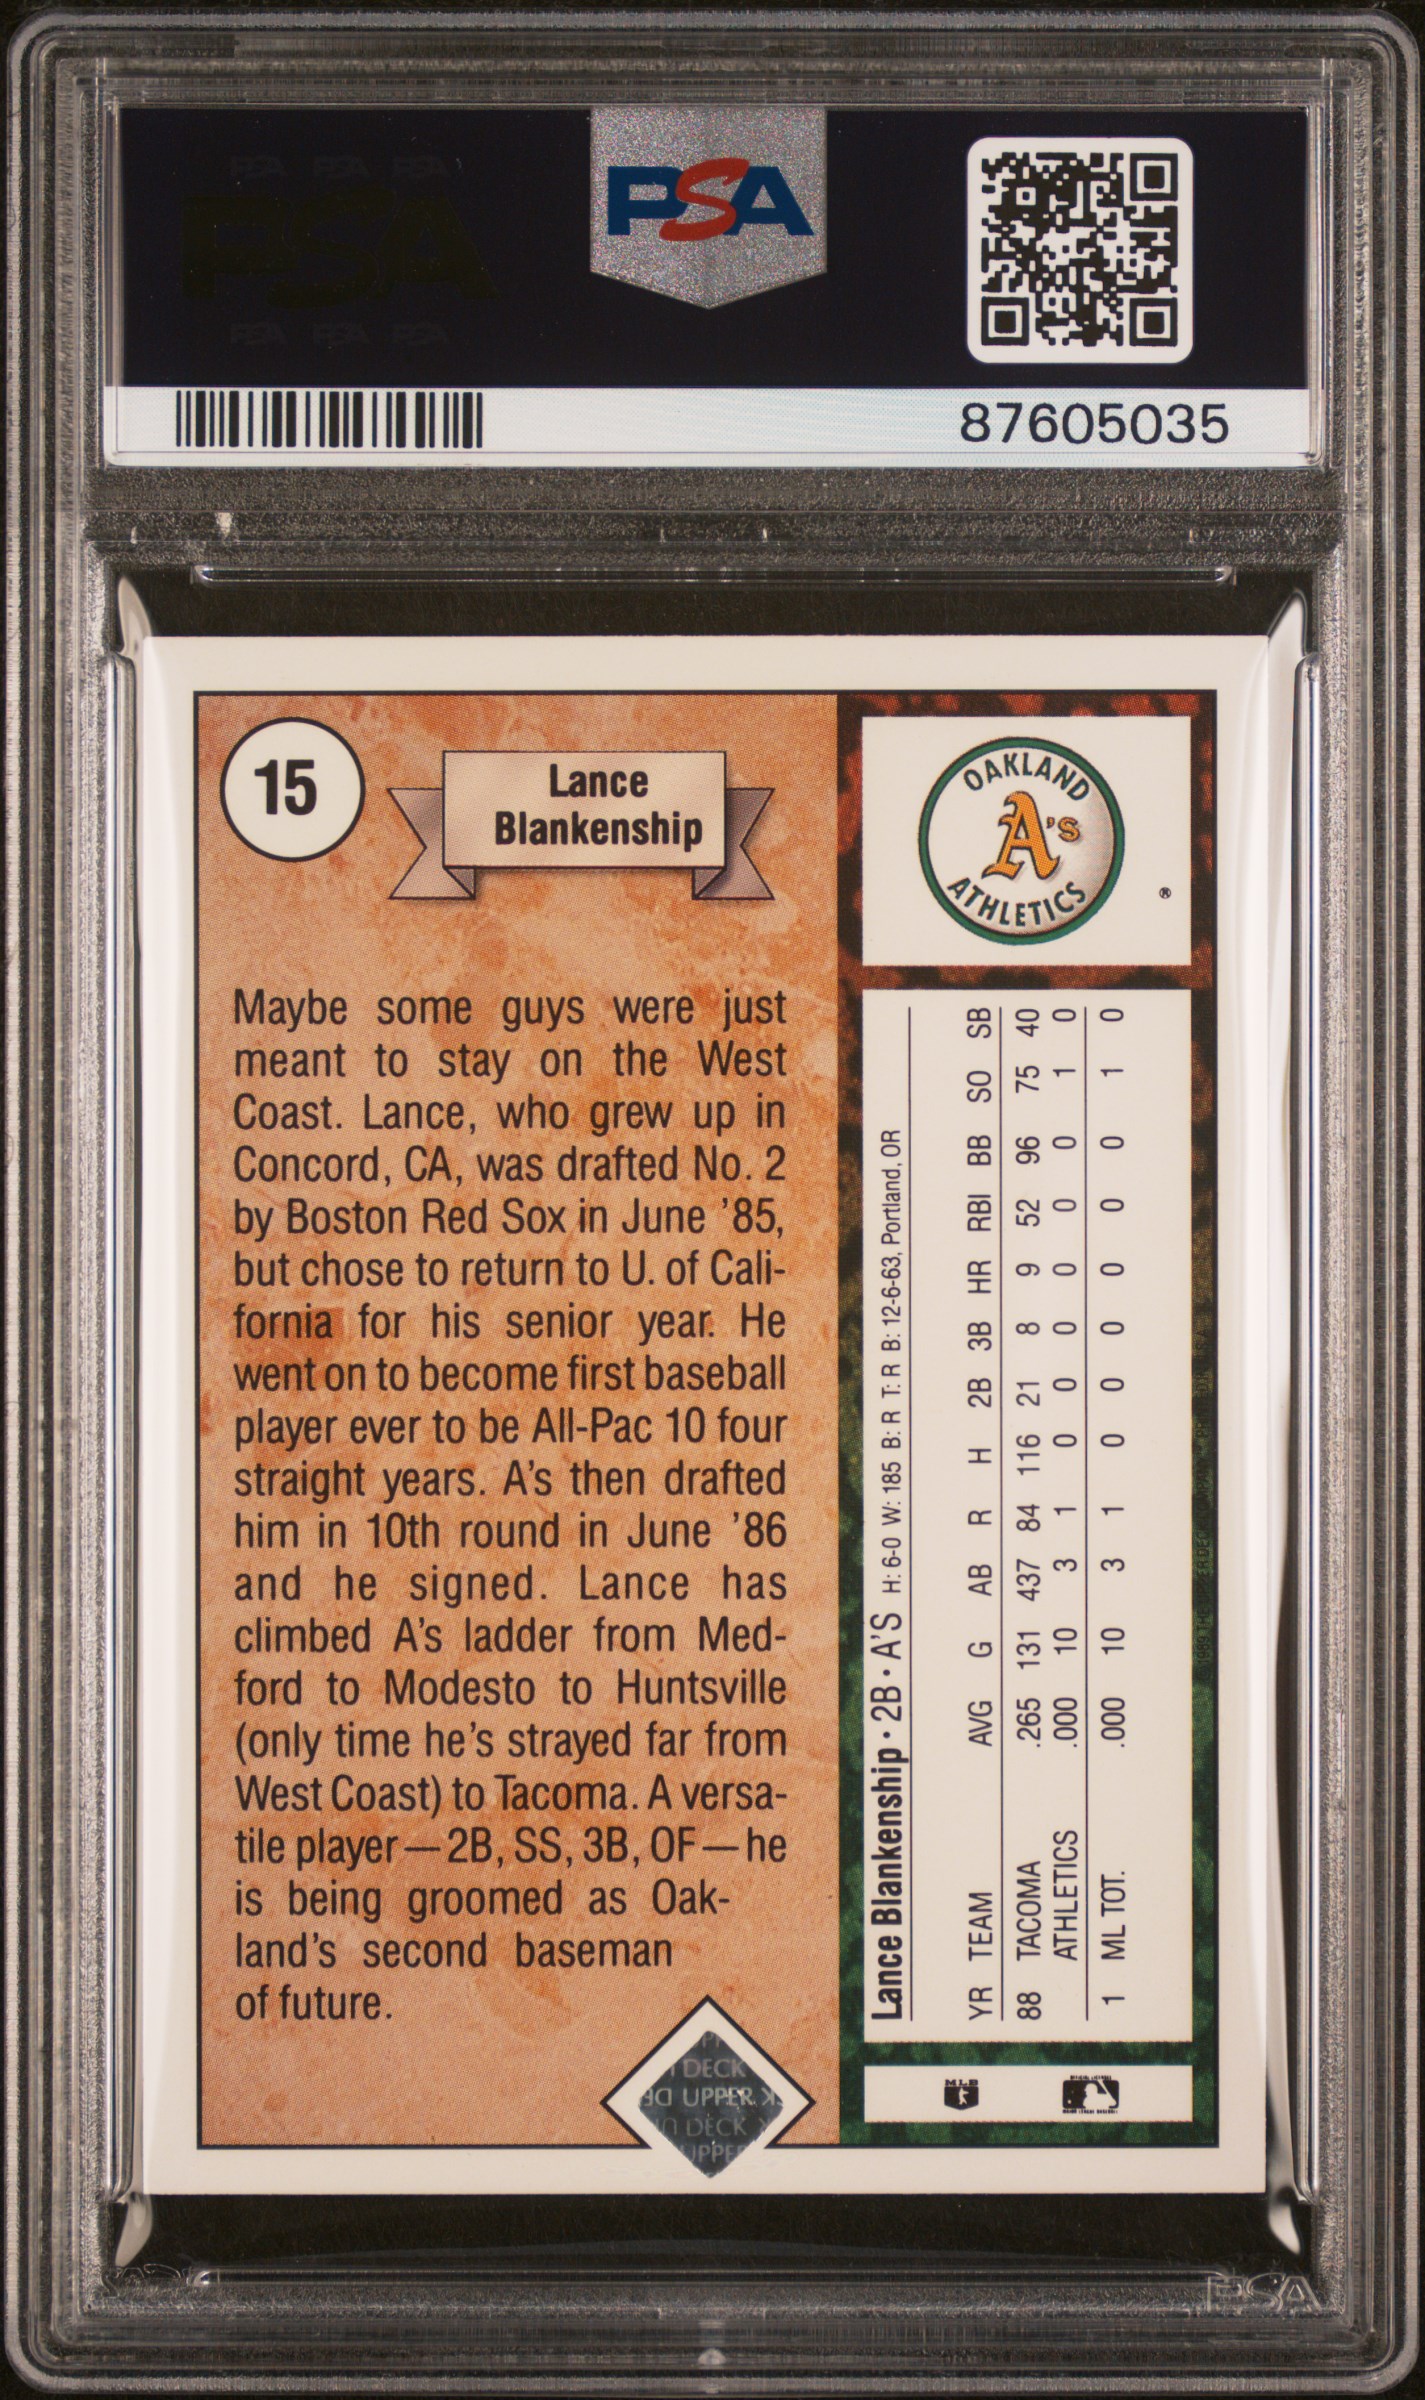 PSA
87605035
15
Lance
Blankenship
Maybe some guys were just
meant to stay on the West
Coast. Lance, who grew up in
Concord, CA, was drafted No. 2
by Boston Red Sox in June ’85,
but chose to return to U. of Cali-
fornia for his senior year. He
went on to become first baseball
player ever to be All-Pac 10 four
straight years. A’s then drafted
him in 10th round in June ’86
and he signed. Lance has
climbed A’s ladder from Med-
ford to Modesto to Huntsville
(only time he’s strayed far from
West Coast) to Tacoma. A versa-
tile player—2B, SS, 3B, OF—he
is being groomed as Oak-
land’s second baseman
of future.
DECK
UPPER DE
DECK
UPPE
OAKLAND
A’s
ATHLETICS
®
Lance Blankenship • 2B • A’S H: 6-0 W: 185 B: R T: R B: 12-6-63, Portland, OR
YR TEAM AVG G AB R H 2B 3B HR RBI BB SO SB
88 TACOMA .265 131 437 84 116 21 8 9 52 96 75 40
ATHLETICS .000 10 3 1 0 0 0 0 0 0 1 0
1 ML TOT. .000 10 3 1 0 0 0 0 0 0 1 0
MLB
PSA